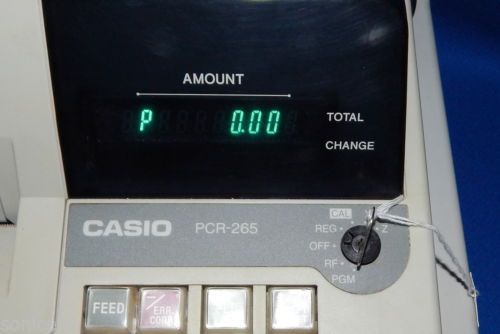 AMOUNT
P 0.00
TOTAL
CHANGE
CASIO PCR-265
CAL X
REG Z
OFF
RF
PGM
FEED
ERR.
CORR